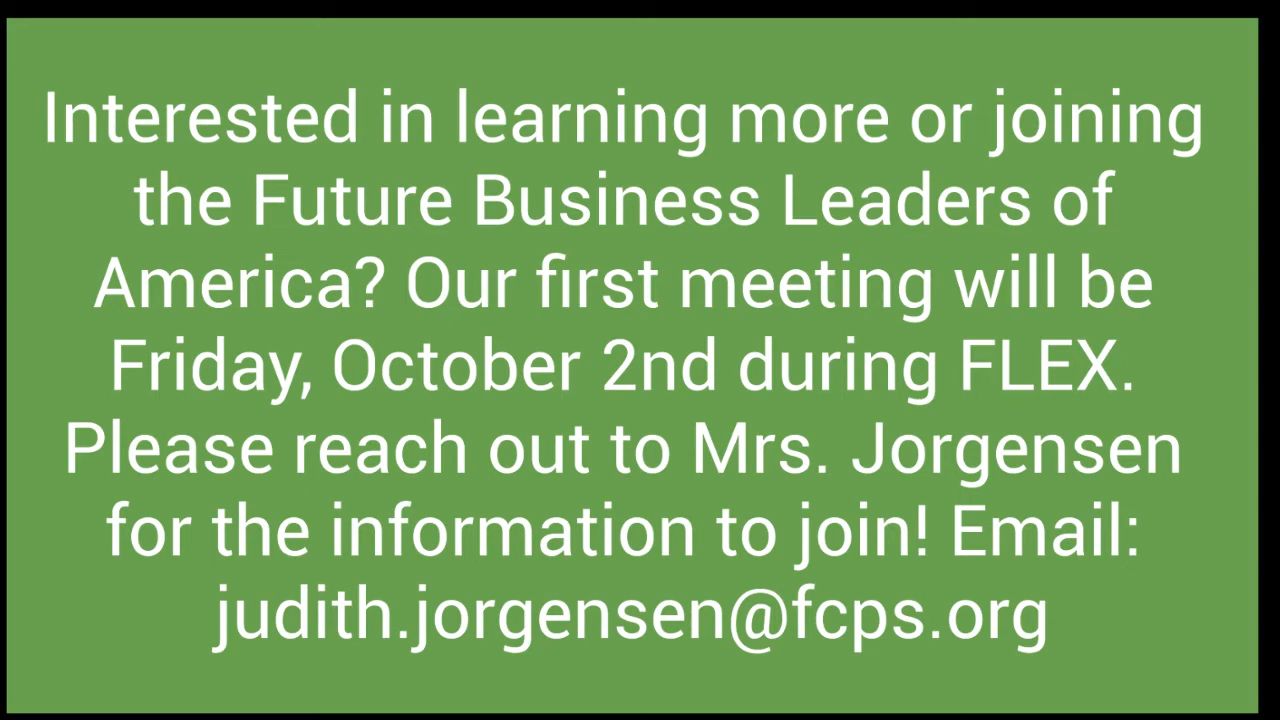 Interested in learning more or joining
the Future Business Leaders of
America? Our first meeting will be
Friday, October 2nd during FLEX.
Please reach out to Mrs. Jorgensen
for the information to join! Email:
judith.jorgensen@fcps.org